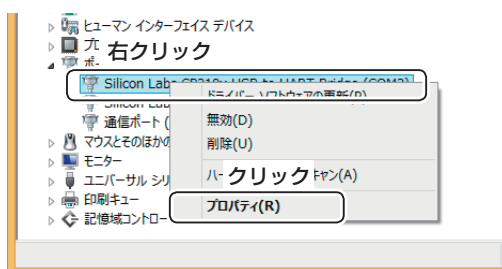 ヒューマン インターフェイス デバイス
右クリック
Silicon Labs CP210x USB to UART Bridge (COM3)
ドライバー ソフトウェアの更新(P)
Silicon Lab
無効(D)
通信ポート (
削除(U)
マウスとそのほかの
モニター
ユニバーサル シリ
クリック
キャン(A)
印刷キュー
プロパティ(R)
記憶域コントロー